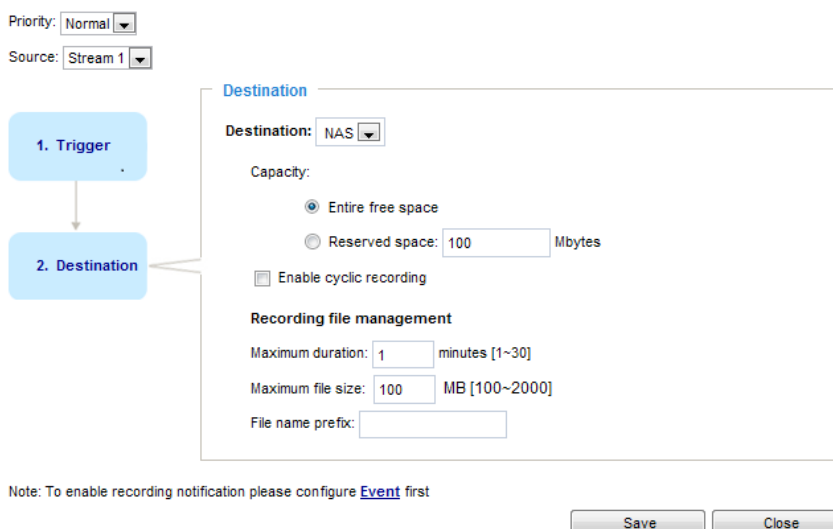 Priority: Normal
Source: Stream 1
Destination
1. Trigger
Destination: NAS
Capacity:
Entire free space
Reserved space: 100 Mbytes
2. Destination
Enable cyclic recording
Recording file management
Maximum duration: 1 minutes [1~30]
Maximum file size: 100 MB [100~2000]
File name prefix:
Note: To enable recording notification please configure Event first
Save Close